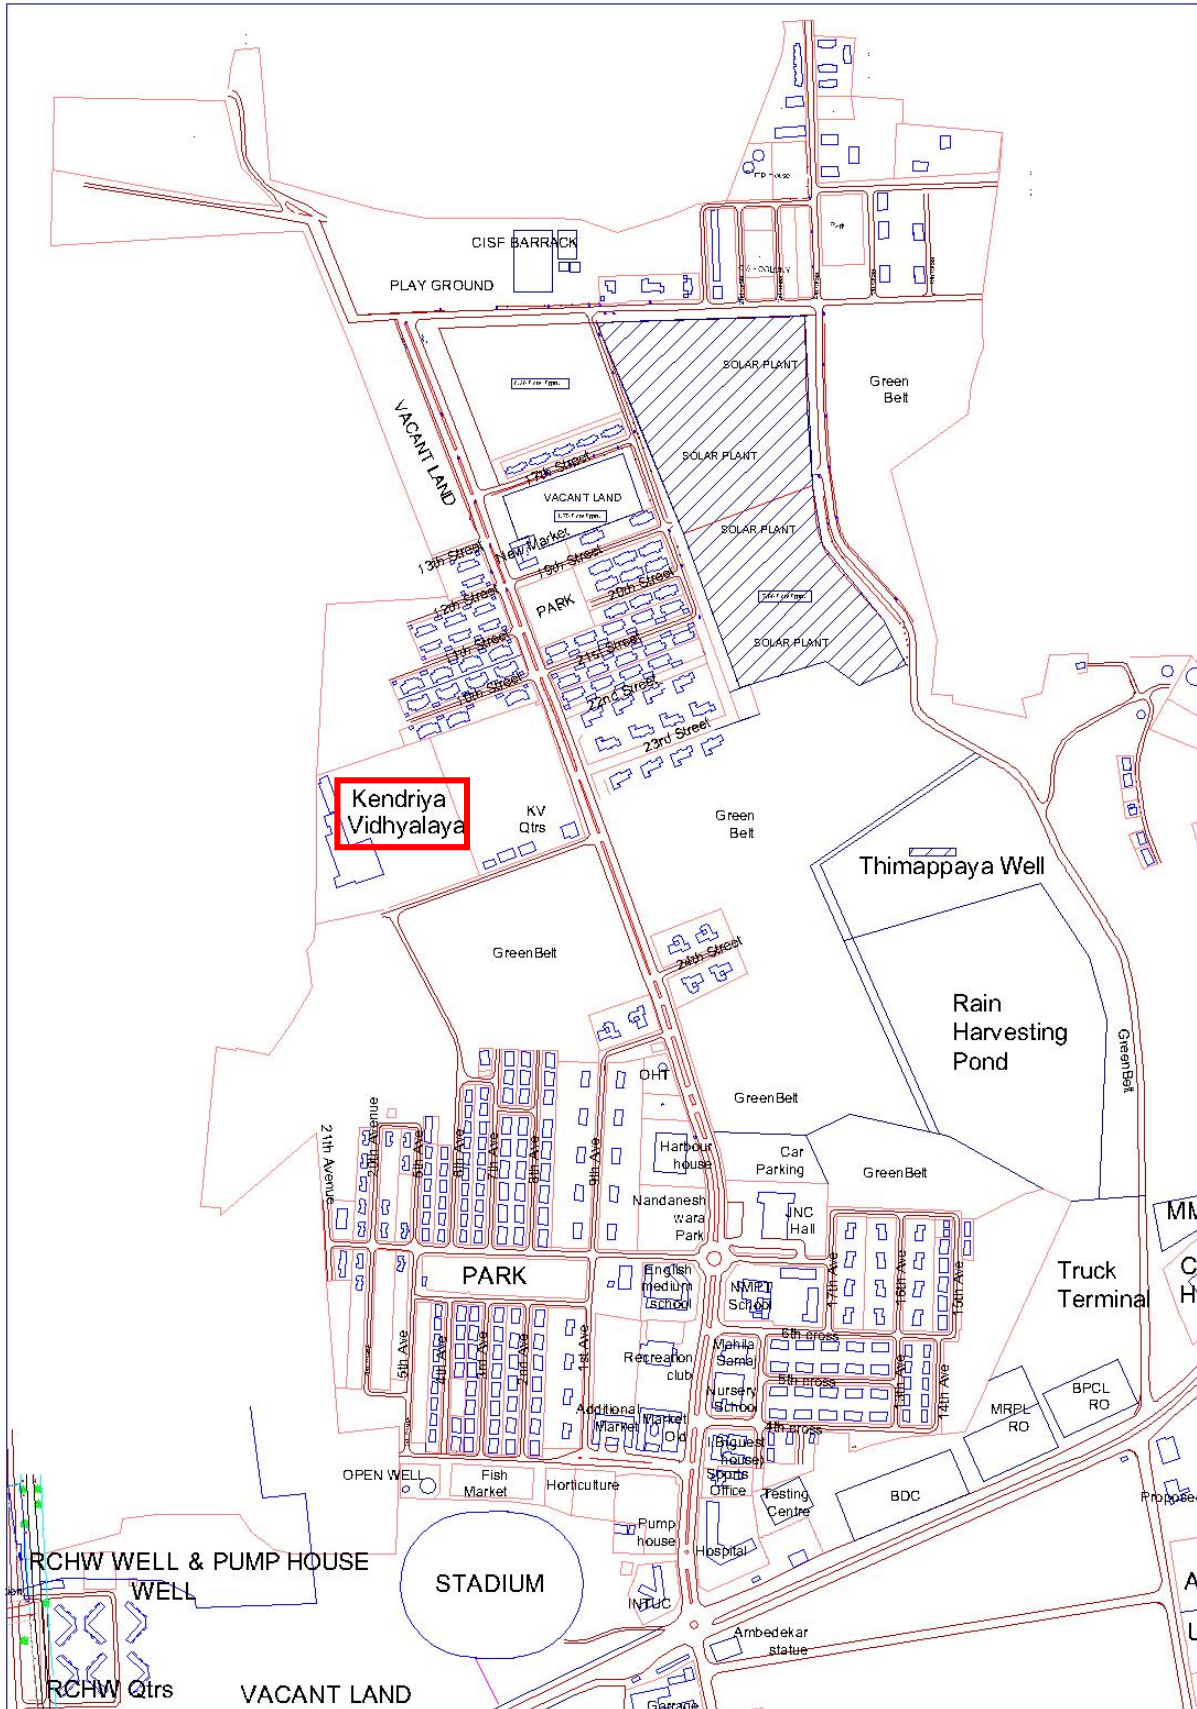 CISF BARRACK
PLAY GROUND
SOLAR PLANT
Green
Belt
VACANT LAND
SOLAR PLANT
17th Street
VACANT LAND
New Market
SOLAR PLANT
13th Street
19th Street
20th Street
12th Street
PARK
11th Street
21st Street
SOLAR PLANT
22nd Street
23rd Street
Kendriya
Vidhyalaya
KV
Qtrs
Green
Belt
Thimappaya Well
GreenBelt
24th Street
Rain
Harvesting
Pond
GreenBelt
OHT
GreenBelt
21th Avenue
20th Avenue
6th Ave
7th Ave
8th Ave
9th Ave
Harbour
house
Car
Parking
GreenBelt
Nandanesh
wara
Park
JNC
Hall
PARK
English
medium
school
NMPT
School
17th Ave
16th Ave
15th Ave
Truck
Terminal
5th Ave
4th Ave
3rd Ave
2nd Ave
1st Ave
6th cross
Recreation
club
Mahila
Samaj
5th cross
Nursery
School
13th Ave
14th Ave
MRPL
RO
BPCL
RO
Additional
Market
Market
Old
4th cross
OPEN WELL
Fish
Market
Horticulture
Sports
Office
Testing
Centre
BDC
Pump
house
Hospital
RCHW WELL & PUMP HOUSE
WELL
STADIUM
INTUC
Ambedekar
statue
RCHW Qtrs
VACANT LAND
Garrage